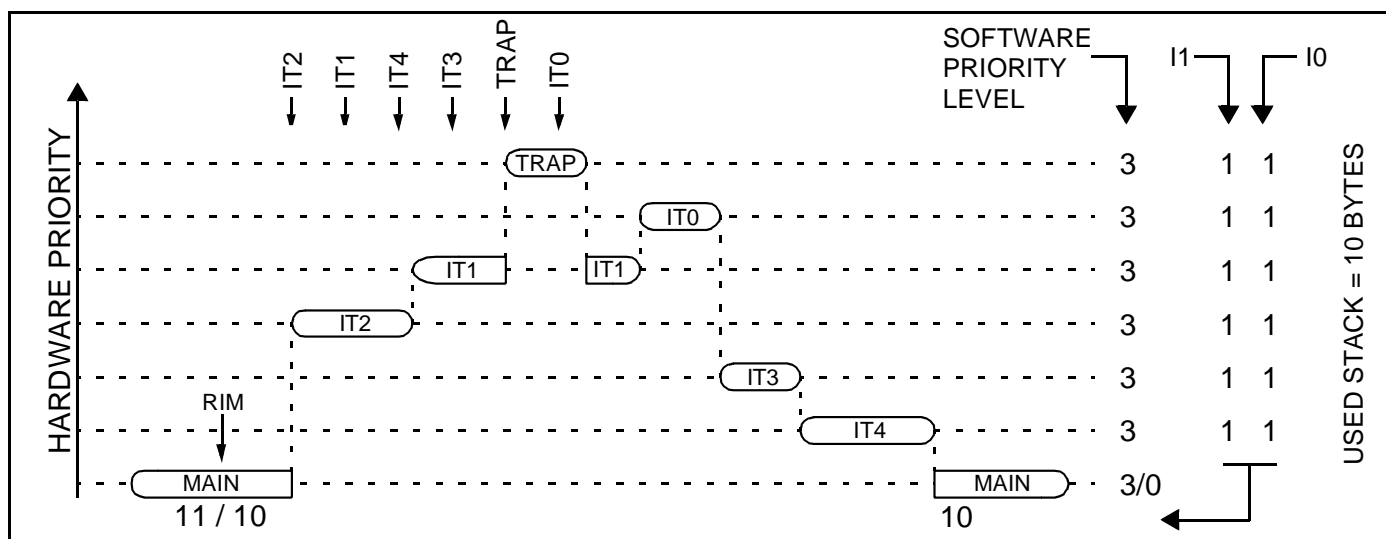 IT2
IT1
IT4
IT3
TRAP
IT0
SOFTWARE
PRIORITY
LEVEL
I1
I0
HARDWARE PRIORITY
TRAP
3
1 1
IT0
3
1 1
IT1
IT1
3
1 1
IT2
3
1 1
IT3
3
1 1
RIM
IT4
3
1 1
MAIN
MAIN
3/0
11 / 10
10
USED STACK = 10 BYTES